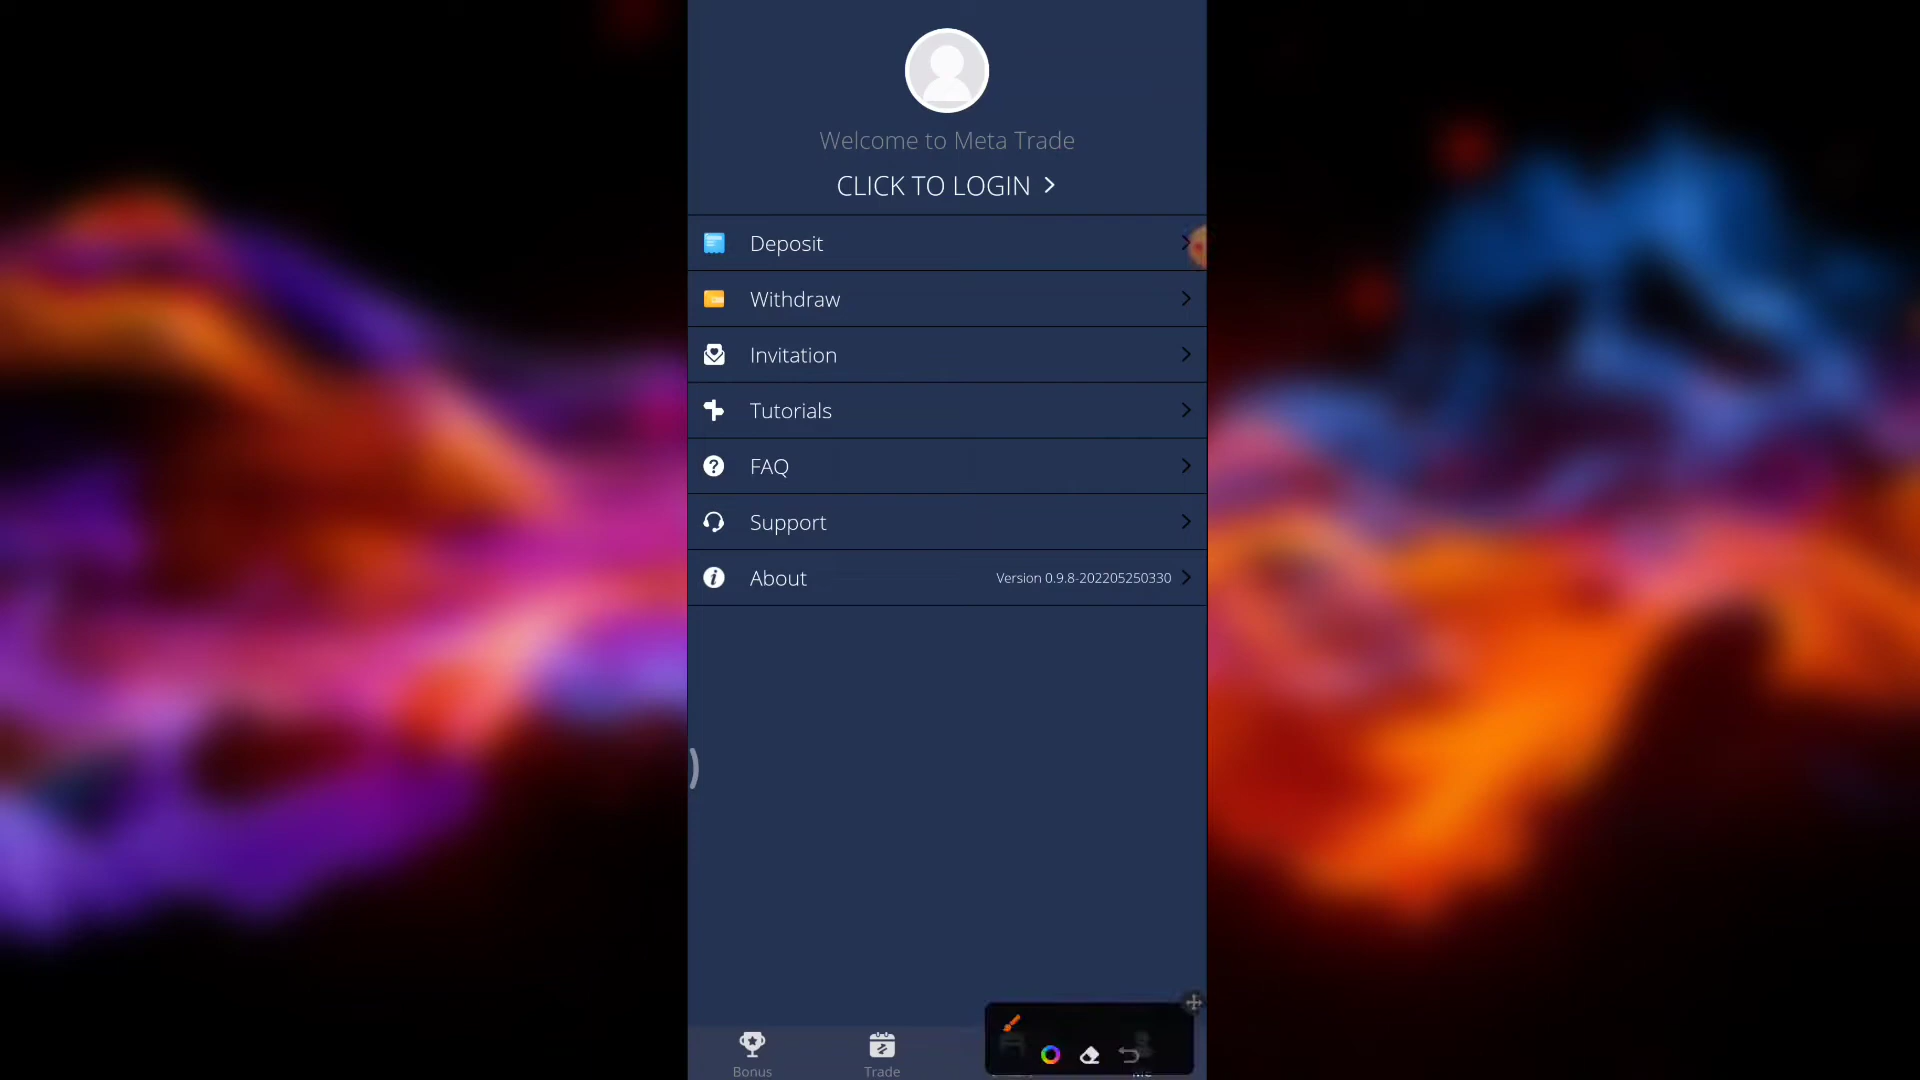 Welcome to Meta Trade
CLICK TO LOGIN
Deposit
Withdraw
Invitation
Tutorials
FAQ
Support
About Version 0.9.8-202205250330
Bonus Trade